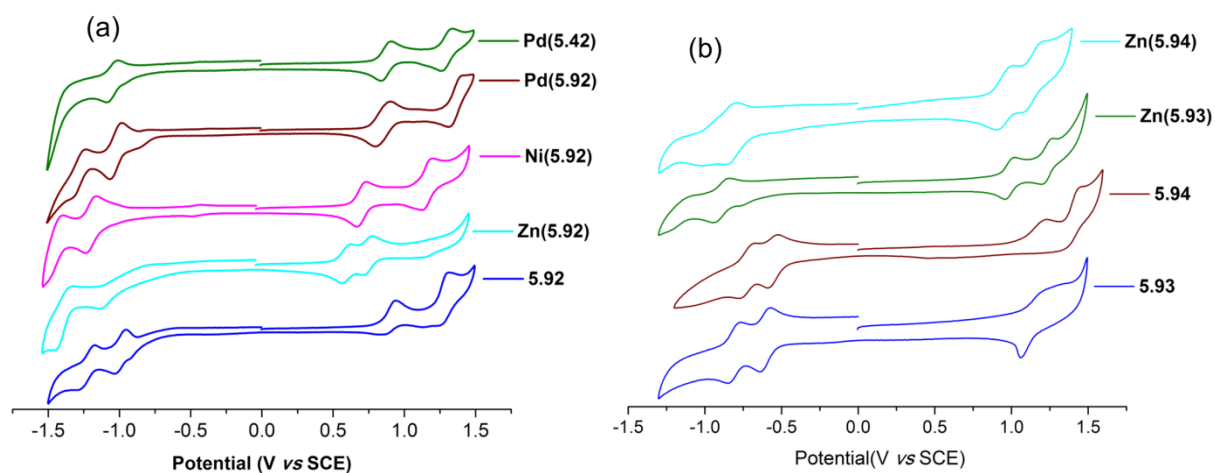 (a)
Pd(5.42)
Pd(5.92)
Ni(5.92)
Zn(5.92)
5.92
-1.5 -1.0 -0.5 0.0 0.5 1.0 1.5
Potential (V vs SCE)
(b)
Zn(5.94)
Zn(5.93)
5.94
5.93
-1.5 -1.0 -0.5 0.0 0.5 1.0 1.5
Potential(V vs SCE)